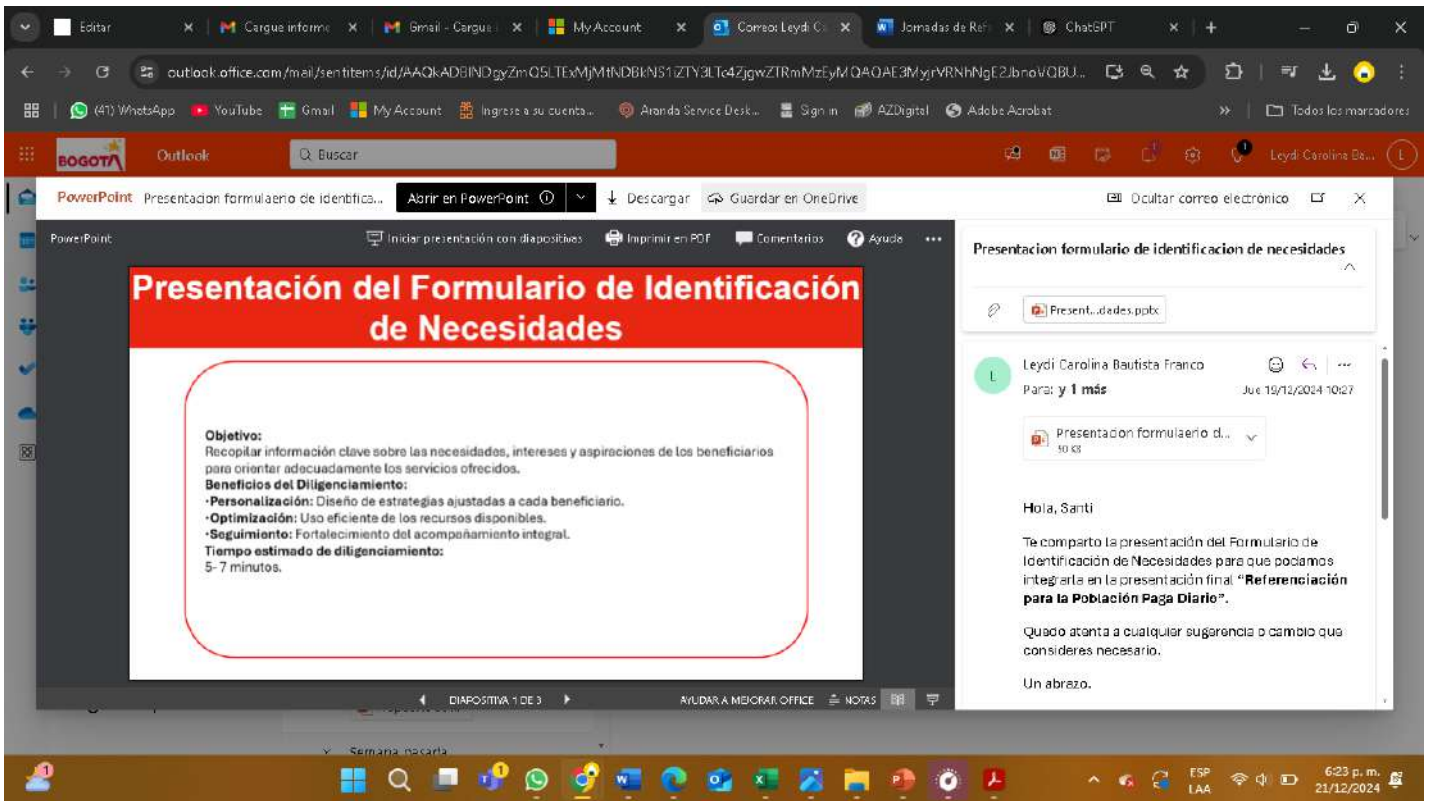 Editar
Cargue informe
Gmail - Cargue i
My Account
Correo: Leydi C
Jornadas de Refe
ChatGPT
outlook.office.com/mail/sentitems/id/
(41) WhatsApp
YouTube
Gmail
My Account
Ingrese a su cuenta...
Aranda Service Desk...
Sign in
AZDigital
Adobe Acrobat
Todos los marcadores
BOGOTÁ
Outlook
Buscar
Leydi Carolina Ba...
L
PowerPoint
Presentacion formulaerio de identifica...
Abrir en PowerPoint
Descargar
Guardar en OneDrive
Ocultar correo electrónico
PowerPoint
Iniciar presentación con diapositivas
Imprimir en PDF
Comentarios
Ayuda
Presentación del Formulario de Identificación
de Necesidades
Objetivo:
Recopilar información clave sobre las necesidades, intereses y aspiraciones de los beneficiarios
para orientar adecuadamente los servicios ofrecidos.
Beneficios del Diligenciamiento:
•Personalización: Diseño de estrategias ajustadas a cada beneficiario.
•Optimización: Uso eficiente de los recursos disponibles.
•Seguimiento: Fortalecimiento del acompañamiento integral.
Tiempo estimado de diligenciamiento:
5- 7 minutos.
DIAPOSITIVA 1 DE 3
AYUDAR A MEJORAR OFFICE
NOTAS
Presentacion formulario de identificacion de necesidades
Present...dades.pptx
L
Leydi Carolina Bautista Franco
Para: y 1 más
Jue 19/12/2024 10:27
Presentacion formulaerio d...
90 KB
Hola, Santi
Te comparto la presentación del Formulario de
Identificación de Necesidades para que podamos
integrarla en la presentación final "Referenciación
para la Población Paga Diario".
Quedo atenta a cualquier sugerencia o cambio que
consideres necesario.
Un abrazo.
Semana pasada
ESP
LAA
6:23 p. m.
21/12/2024